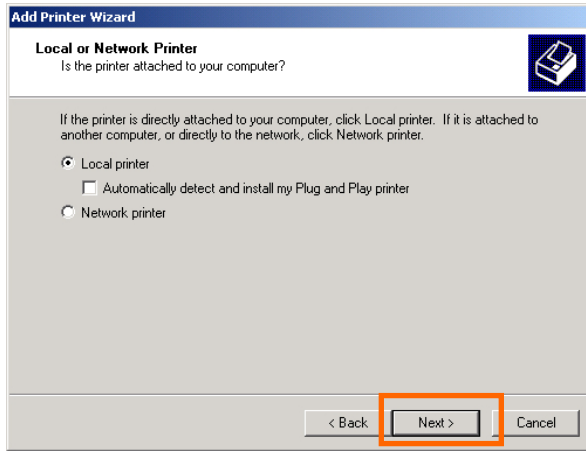 Add Printer Wizard
Local or Network Printer
Is the printer attached to your computer?
If the printer is directly attached to your computer, click Local printer. If it is attached to
another computer, or directly to the network, click Network printer.
Local printer
Automatically detect and install my Plug and Play printer
Network printer
< Back Next > Cancel